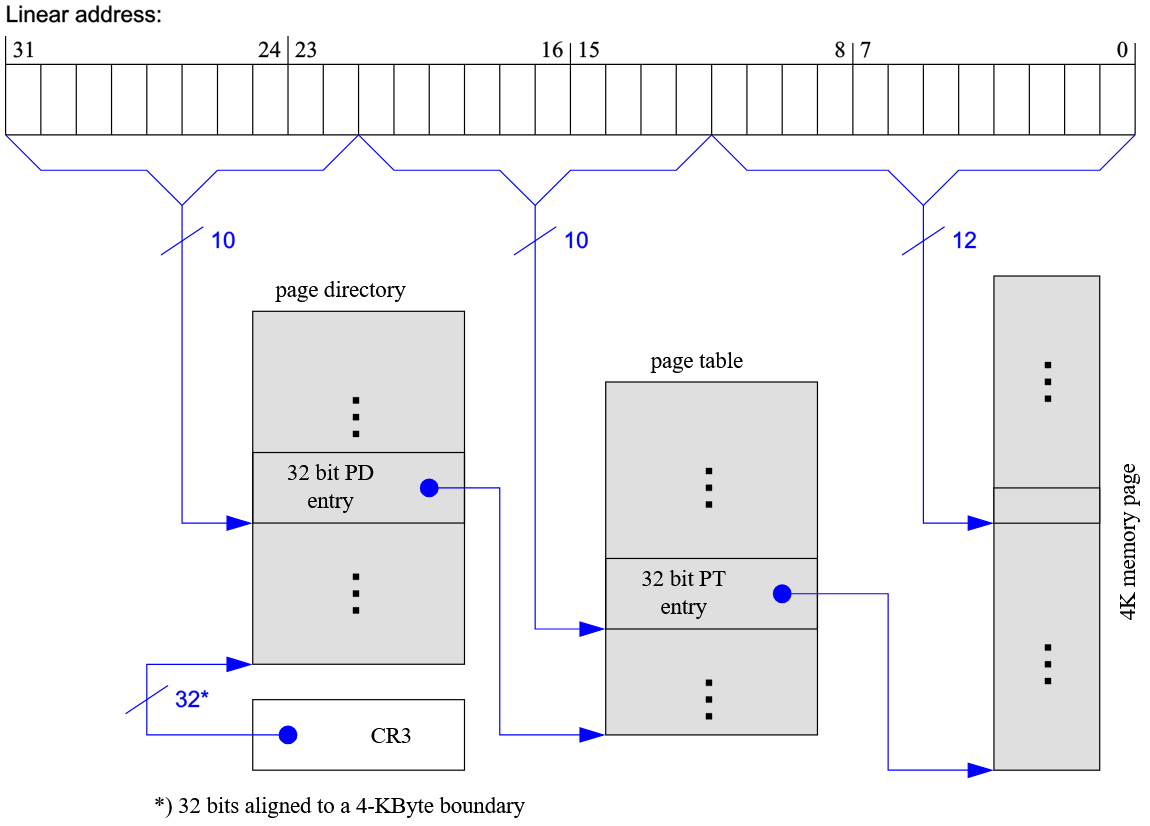 Linear address:
31 24 23 16 15 8 7 0
10 10 12
page directory
page table
32 bit PD
entry
32 bit PT
entry
4K memory page
32*
CR3
*) 32 bits aligned to a 4-KByte boundary